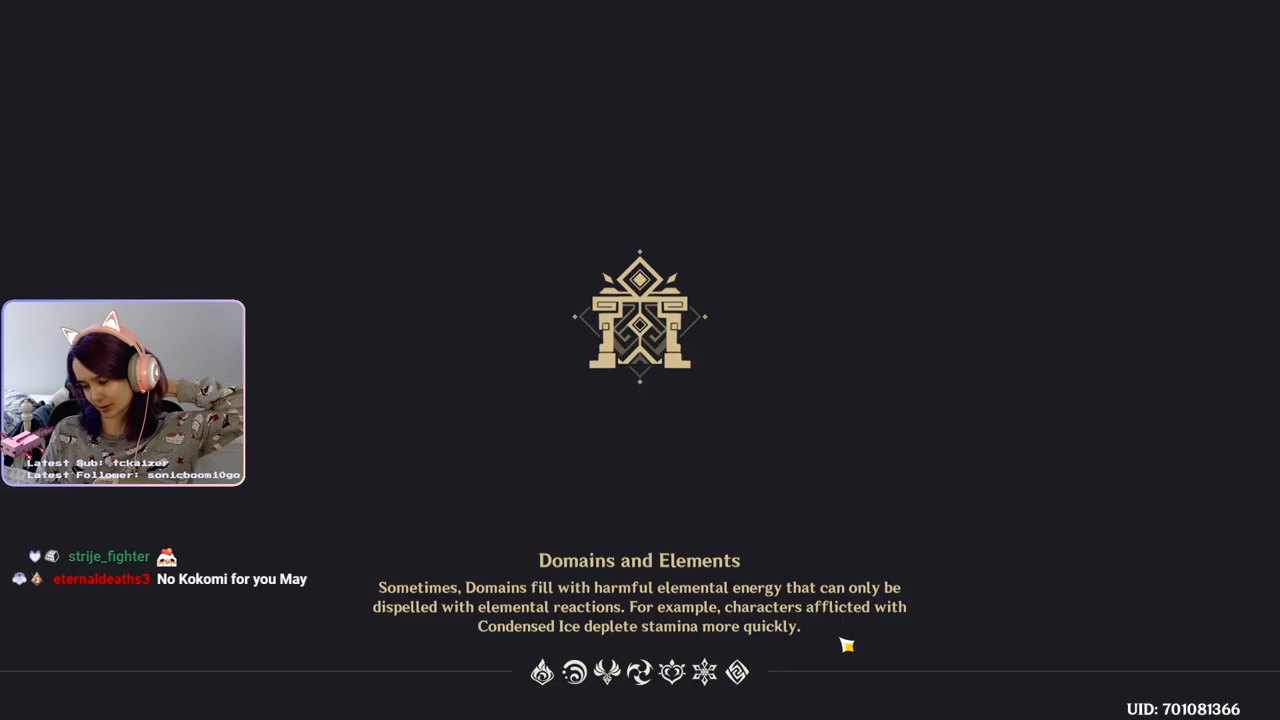 Latest Sub: tckaizer
Latest Follower: sonicboom10go
strije_fighter
eternaldeaths3 No Kokomi for you May
Domains and Elements
Sometimes, Domains fill with harmful elemental energy that can only be
dispelled with elemental reactions. For example, characters afflicted with
Condensed Ice deplete stamina more quickly.
UID: 701081366